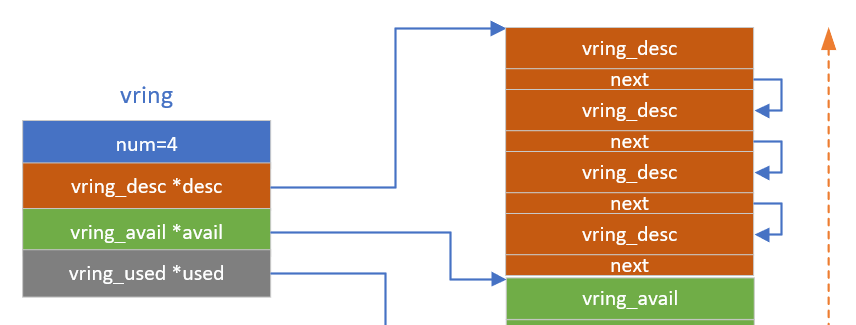 vring
num=4
vring_desc *desc
vring_avail *avail
vring_used *used
vring_desc
next
vring_desc
next
vring_desc
next
vring_desc
next
vring_avail